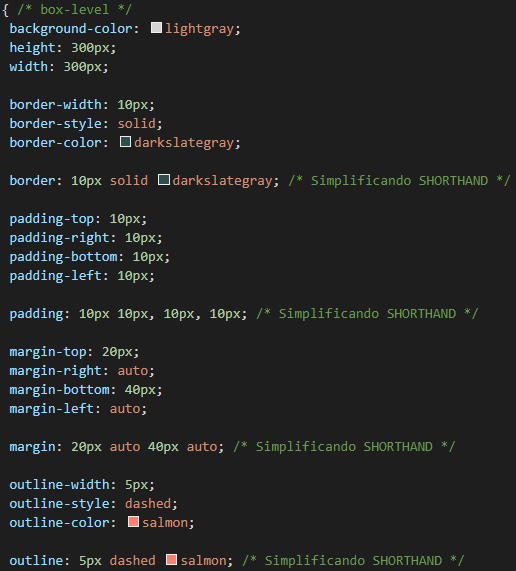 { /* box-level */
background-color: lightgray;
height: 300px;
width: 300px;
border-width: 10px;
border-style: solid;
border-color: darkslategray;
border: 10px solid darkslategray; /* Simplificando SHORTHAND */
padding-top: 10px;
padding-right: 10px;
padding-bottom: 10px;
padding-left: 10px;
padding: 10px 10px, 10px, 10px; /* Simplificando SHORTHAND */
margin-top: 20px;
margin-right: auto;
margin-bottom: 40px;
margin-left: auto;
margin: 20px auto 40px auto; /* Simplificando SHORTHAND */
outline-width: 5px;
outline-style: dashed;
outline-color: salmon;
outline: 5px dashed salmon; /* Simplificando SHORTHAND */